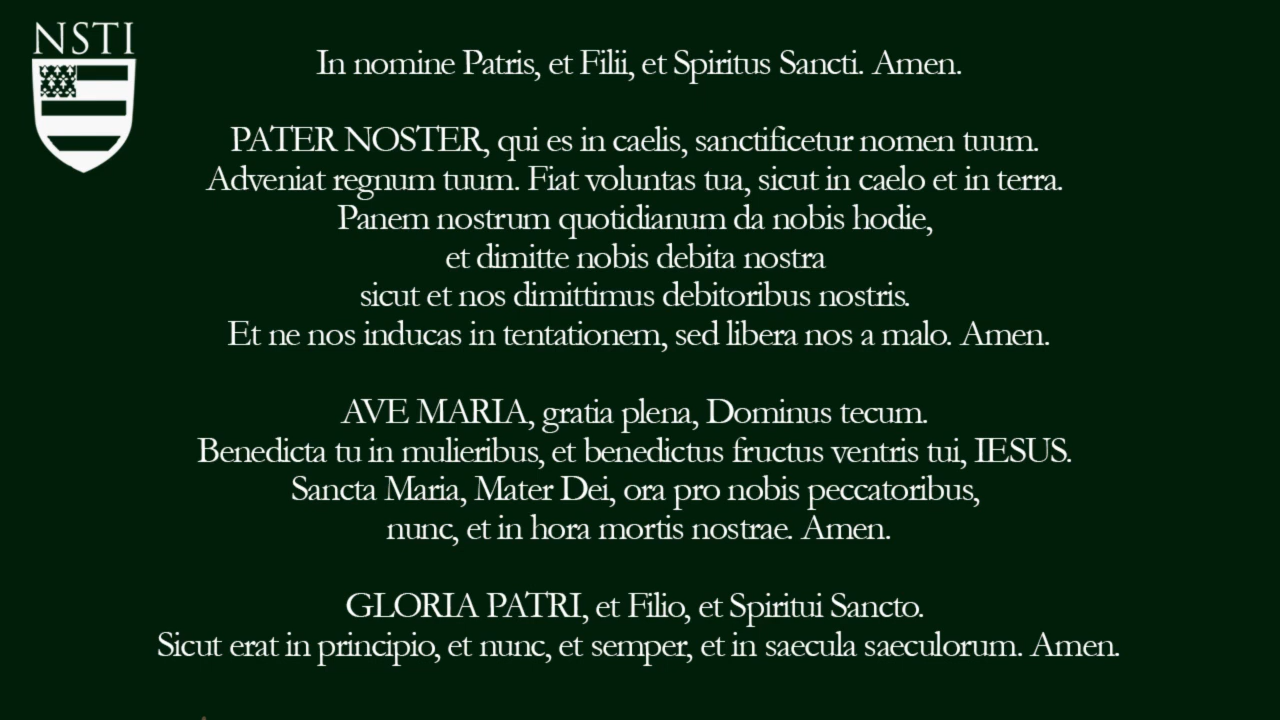 NSTI
In nomine Patris, et Filii, et Spiritus Sancti. Amen.
PATER NOSTER, qui es in caelis, sanctificetur nomen tuum.
Adveniat regnum tuum. Fiat voluntas tua, sicut in caelo et in terra.
Panem nostrum quotidianum da nobis hodie,
et dimitte nobis debita nostra
sicut et nos dimittimus debitoribus nostris.
Et ne nos inducas in tentationem, sed libera nos a malo. Amen.
AVE MARIA, gratia plena, Dominus tecum.
Benedicta tu in mulieribus, et benedictus fructus ventris tui, IESUS.
Sancta Maria, Mater Dei, ora pro nobis peccatoribus,
nunc, et in hora mortis nostrae. Amen.
GLORIA PATRI, et Filio, et Spiritui Sancto.
Sicut erat in principio, et nunc, et semper, et in saecula saeculorum. Amen.